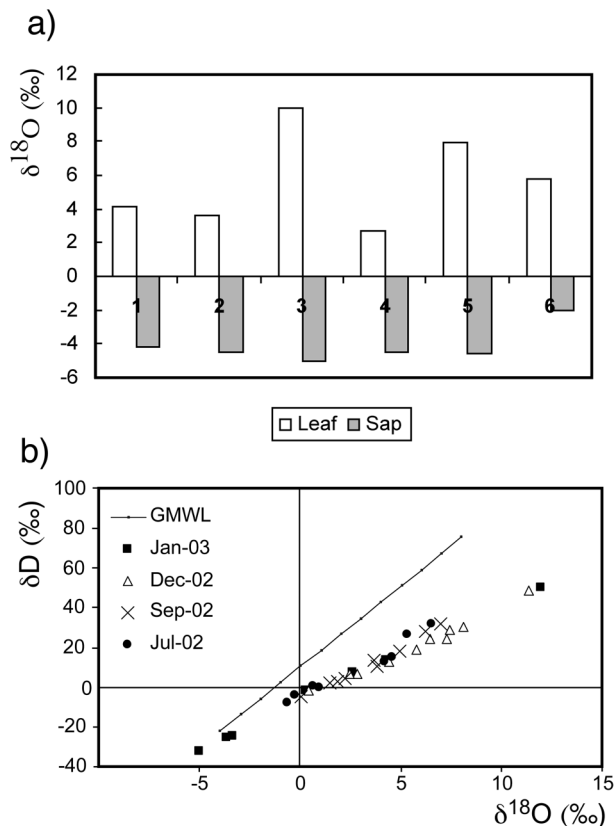 a)
δ18O (‰)
12
10
8
6
4
2
0
-2
-4
-6
1 2 3 4 5 6
Leaf Sap
b)
δD (‰)
100
80
60
40
20
0
-20
-40
GMWL
Jan-03
Dec-02
Sep-02
Jul-02
-5 0 5 10 15
δ18O (‰)